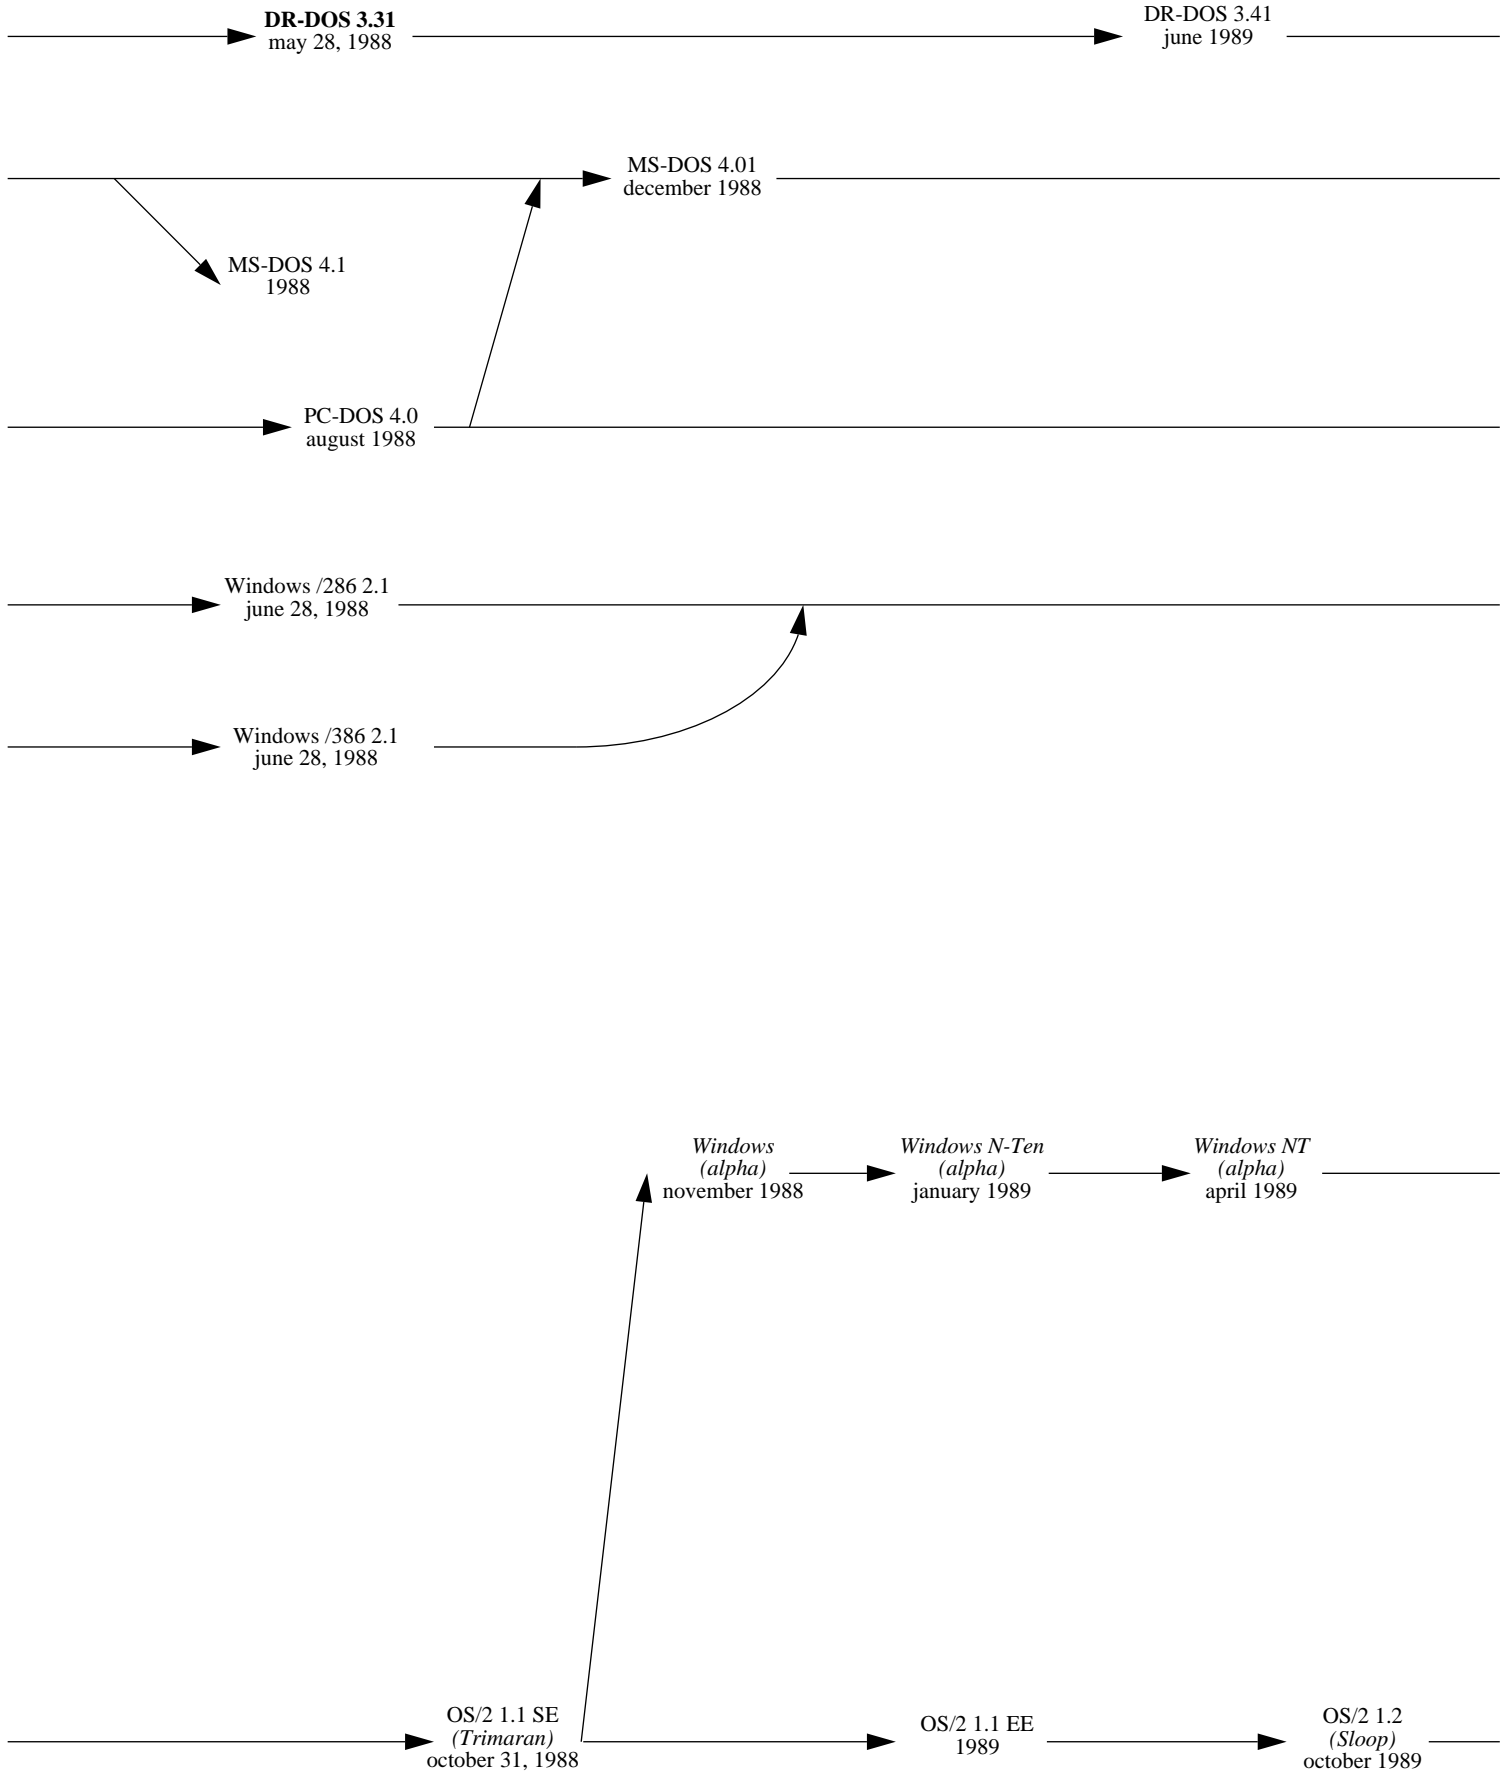 DR-DOS 3.31
may 28, 1988
DR-DOS 3.41
june 1989
MS-DOS 4.01
december 1988
MS-DOS 4.1
1988
PC-DOS 4.0
august 1988
Windows /286 2.1
june 28, 1988
Windows /386 2.1
june 28, 1988
Windows
(alpha)
november 1988
Windows N-Ten
(alpha)
january 1989
Windows NT
(alpha)
april 1989
OS/2 1.1 SE
(Trimaran)
october 31, 1988
OS/2 1.1 EE
1989
OS/2 1.2
(Sloop)
october 1989